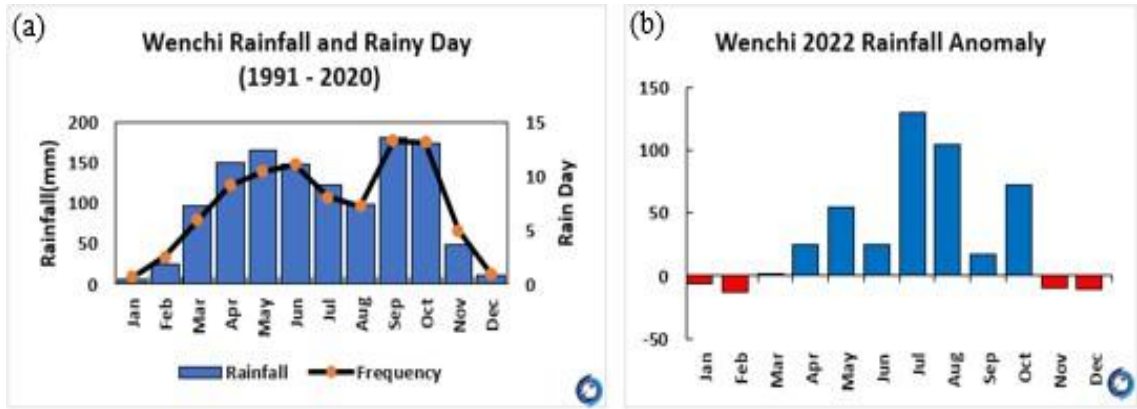 (a)
Wenchi Rainfall and Rainy Day
(1991 - 2020)
Rainfall(mm)
200
150
100
50
0
Rain Day
15
10
5
0
Jan
Feb
Mar
Apr
May
Jun
Jul
Aug
Sep
Oct
Nov
Dec
Rainfall
Frequency
(b)
Wenchi 2022 Rainfall Anomaly
150
100
50
0
-50
Jan
Feb
Mar
Apr
May
Jun
Jul
Aug
Sep
Oct
Nov
Dec